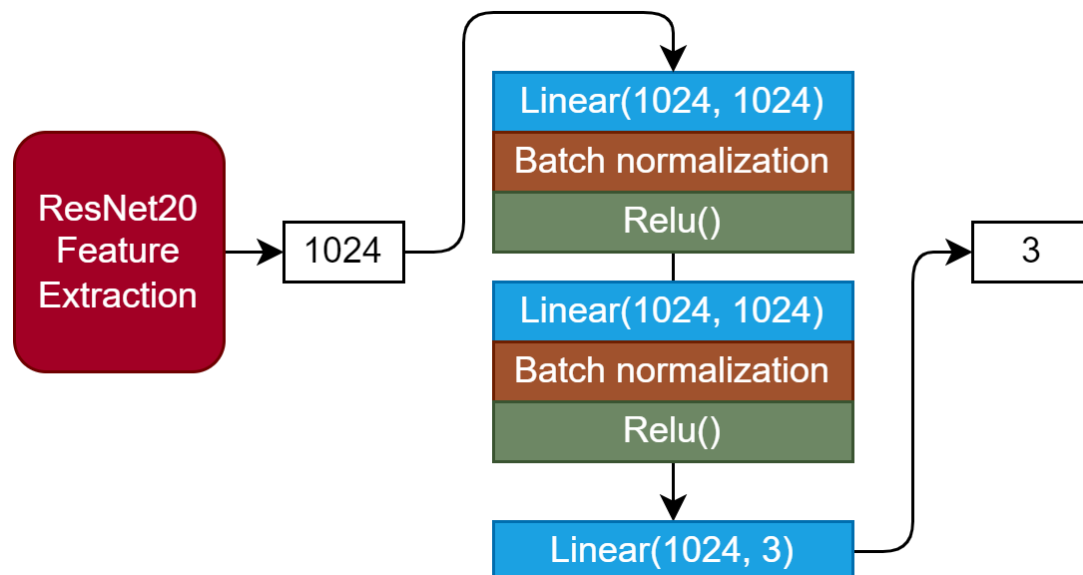 ResNet20
Feature
Extraction
1024
Linear(1024, 1024)
Batch normalization
Relu()
Linear(1024, 1024)
Batch normalization
Relu()
Linear(1024, 3)
3